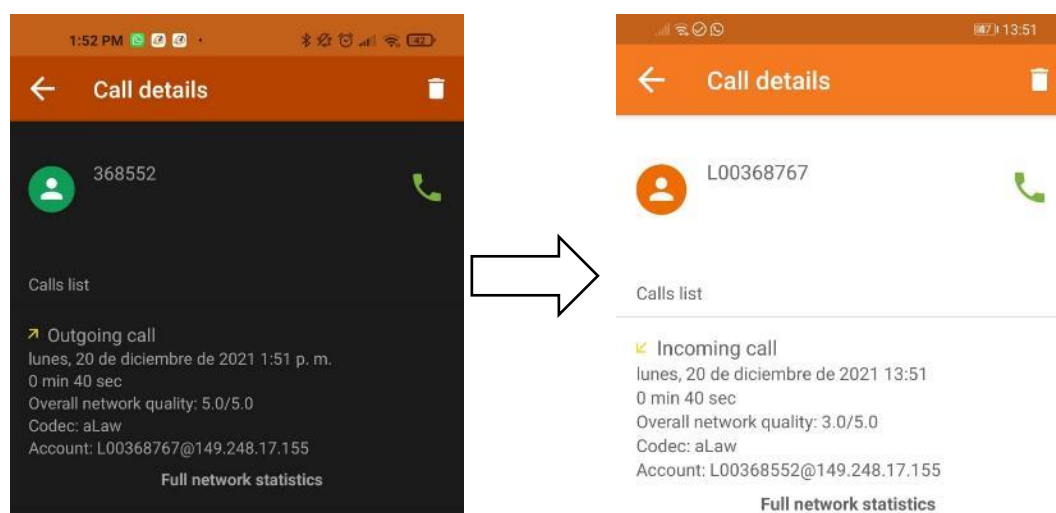 1:52 PM
42
Call details
368552
Calls list
Outgoing call
lunes, 20 de diciembre de 2021 1:51 p. m.
0 min 40 sec
Overall network quality: 5.0/5.0
Codec: aLaw
Account: L00368767@149.248.17.155
Full network statistics
47 13:51
Call details
L00368767
Calls list
Incoming call
lunes, 20 de diciembre de 2021 13:51
0 min 40 sec
Overall network quality: 3.0/5.0
Codec: aLaw
Account: L00368552@149.248.17.155
Full network statistics